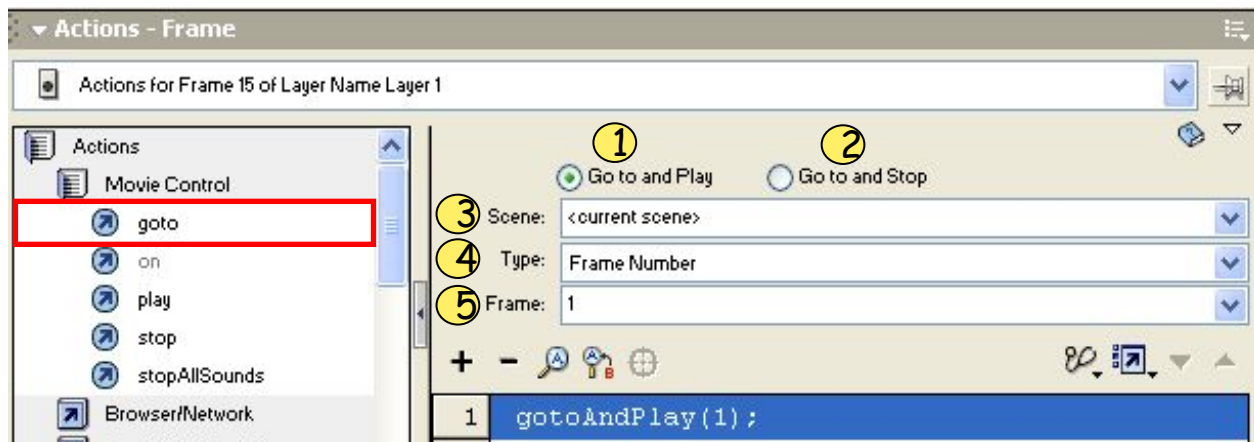 Actions - Frame
Actions for Frame 15 of Layer Name Layer 1
Actions
Movie Control
goto
on
play
stop
stopAllSounds
Browser/Network
1
2
Go to and Play
Go to and Stop
3 Scene: <current scene>
4 Type: Frame Number
5 Frame: 1
1 gotoAndPlay(1);